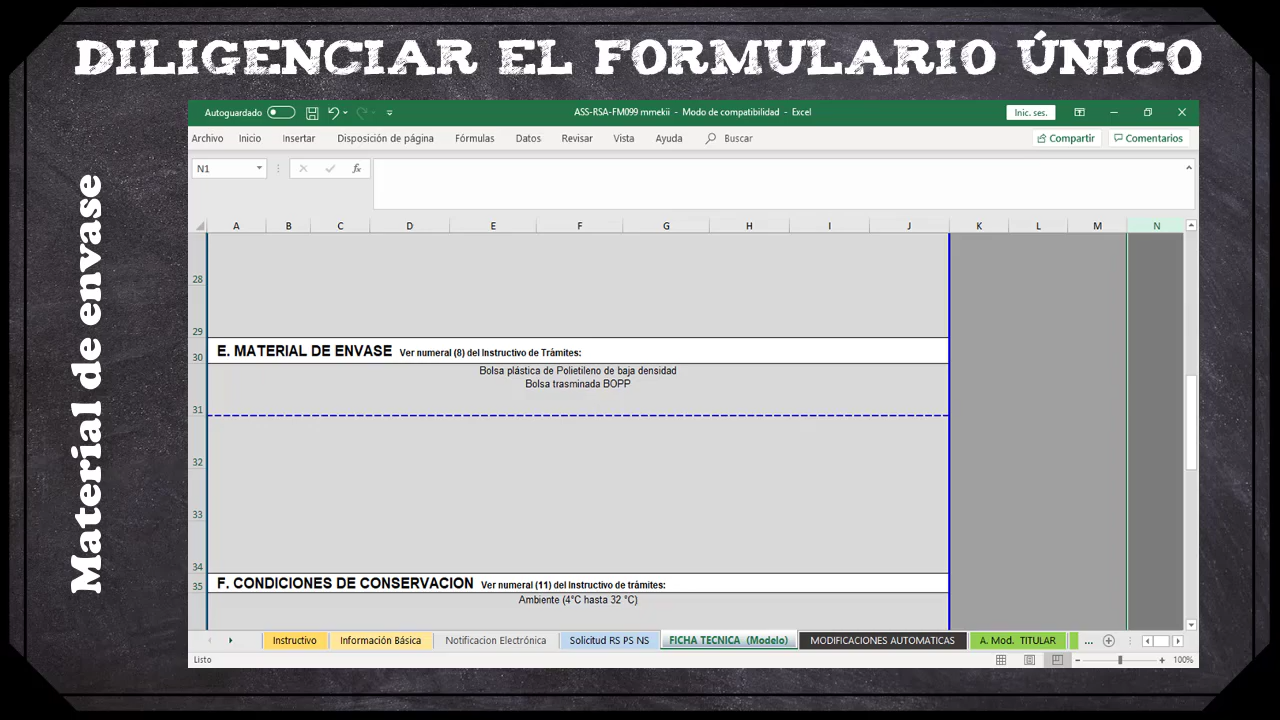 DILIGENCIAR EL FORMULARIO ÚNICO
Material de envase
Autoguardado
ASS-RSA-FM099 mmekii - Modo de compatibilidad - Excel
Inic. ses.
Archivo Inicio Insertar Disposición de página Fórmulas Datos Revisar Vista Ayuda Buscar
Compartir Comentarios
N1
fx
A B C D E F G H I J K L M N
28
29
E. MATERIAL DE ENVASE Ver numeral (8) del Instructivo de Trámites:
30
Bolsa plástica de Polietileno de baja densidad
Bolsa trasminada BOPP
31
32
33
34
F. CONDICIONES DE CONSERVACION Ver numeral (11) del Instructivo de trámites:
35
Ambiente (4°C hasta 32 °C)
Instructivo Información Básica Notificacion Electrónica Solicitud RS PS NS FICHA TECNICA (Modelo) MODIFICACIONES AUTOMATICAS A. Mod. TITULAR ...
Listo
100%